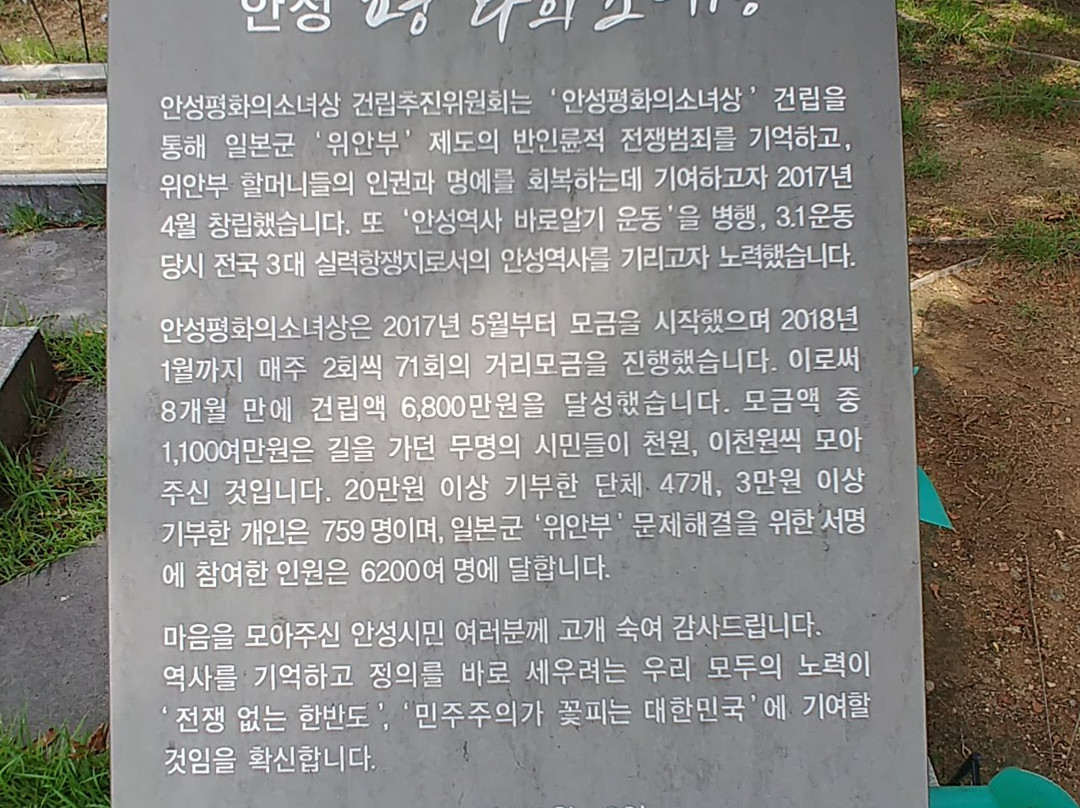 안성 평화의소녀상
안성평화의소녀상 건립추진위원회는 ‘안성평화의소녀상’ 건립을
통해 일본군 ‘위안부’ 제도의 반인륜적 전쟁범죄를 기억하고,
위안부 할머니들의 인권과 명예를 회복하는데 기여하고자 2017년
4월 창립했습니다. 또 ‘안성역사 바로알기 운동’을 병행, 3.1운동
당시 전국 3대 실력항쟁지로서의 안성역사를 기리고자 노력했습니다.
안성평화의소녀상은 2017년 5월부터 모금을 시작했으며 2018년
1월까지 매주 2회씩 71회의 거리모금을 진행했습니다. 이로써
8개월 만에 건립액 6,800만원을 달성했습니다. 모금액 중
1,100여만원은 길을 가던 무명의 시민들이 천원, 이천원씩 모아
주신 것입니다. 20만원 이상 기부한 단체 47개, 3만원 이상
기부한 개인은 759명이며, 일본군 ‘위안부’ 문제해결을 위한 서명
에 참여한 인원은 6200여 명에 달합니다.
마음을 모아주신 안성시민 여러분께 고개 숙여 감사드립니다.
역사를 기억하고 정의를 바로 세우려는 우리 모두의 노력이
‘전쟁 없는 한반도’, ‘민주주의가 꽃피는 대한민국’에 기여할
것임을 확신합니다.